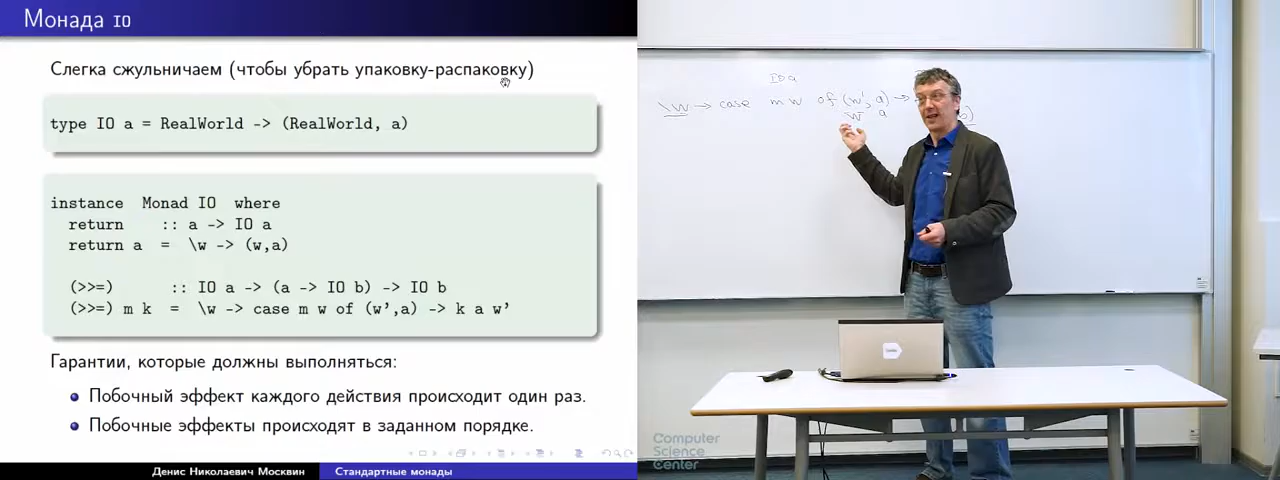 Монада IO
Слегка сжульничаем (чтобы убрать упаковку-распаковку)
type IO a = RealWorld -> (RealWorld, a)
instance Monad IO where
return :: a -> IO a
return a = \w -> (w,a)
(>>=) :: IO a -> (a -> IO b) -> IO b
(>>=) m k = \w -> case m w of (w’,a) -> k a w’
Гарантии, которые должны выполняться:
Побочный эффект каждого действия происходит один раз.
Побочные эффекты происходят в заданном порядке.
Денис Николаевич Москвин
Стандартные монады
IO a
\w → case m w of (w', a) →
w a
Computer
Science
Center